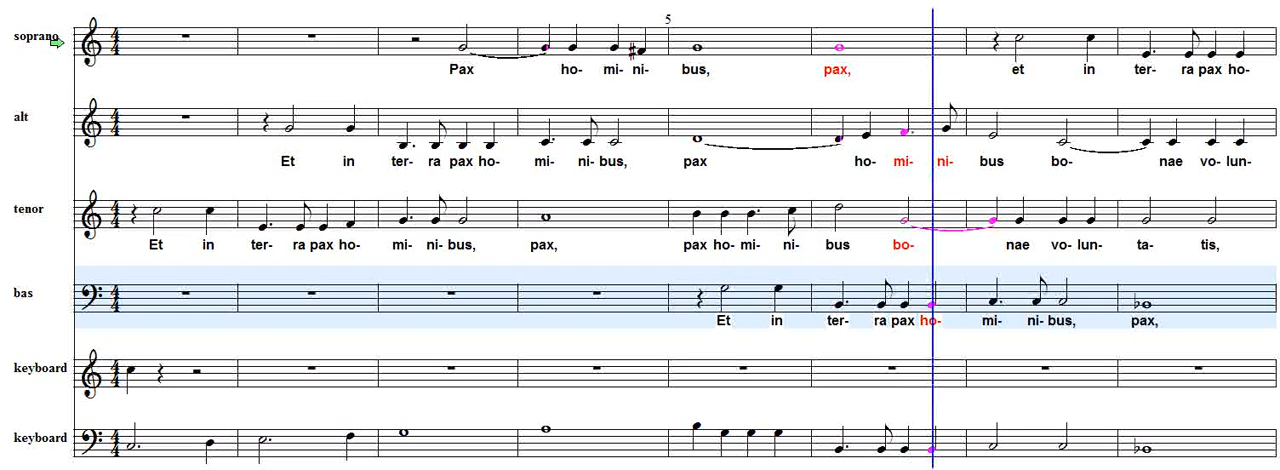 5
soprano
Pax ho- mi- ni- bus, pax, et in ter- ra pax ho-
alt
Et in ter- ra pax ho- mi- ni- bus, pax ho- mi- ni- bus bo- nae vo- lun-
tenor
Et in ter- ra pax ho- mi- ni- bus, pax, pax ho- mi- ni- bus bo- nae vo- lun- ta- tis,
bas
Et in ter- ra pax ho- mi- ni- bus, pax,
keyboard
keyboard